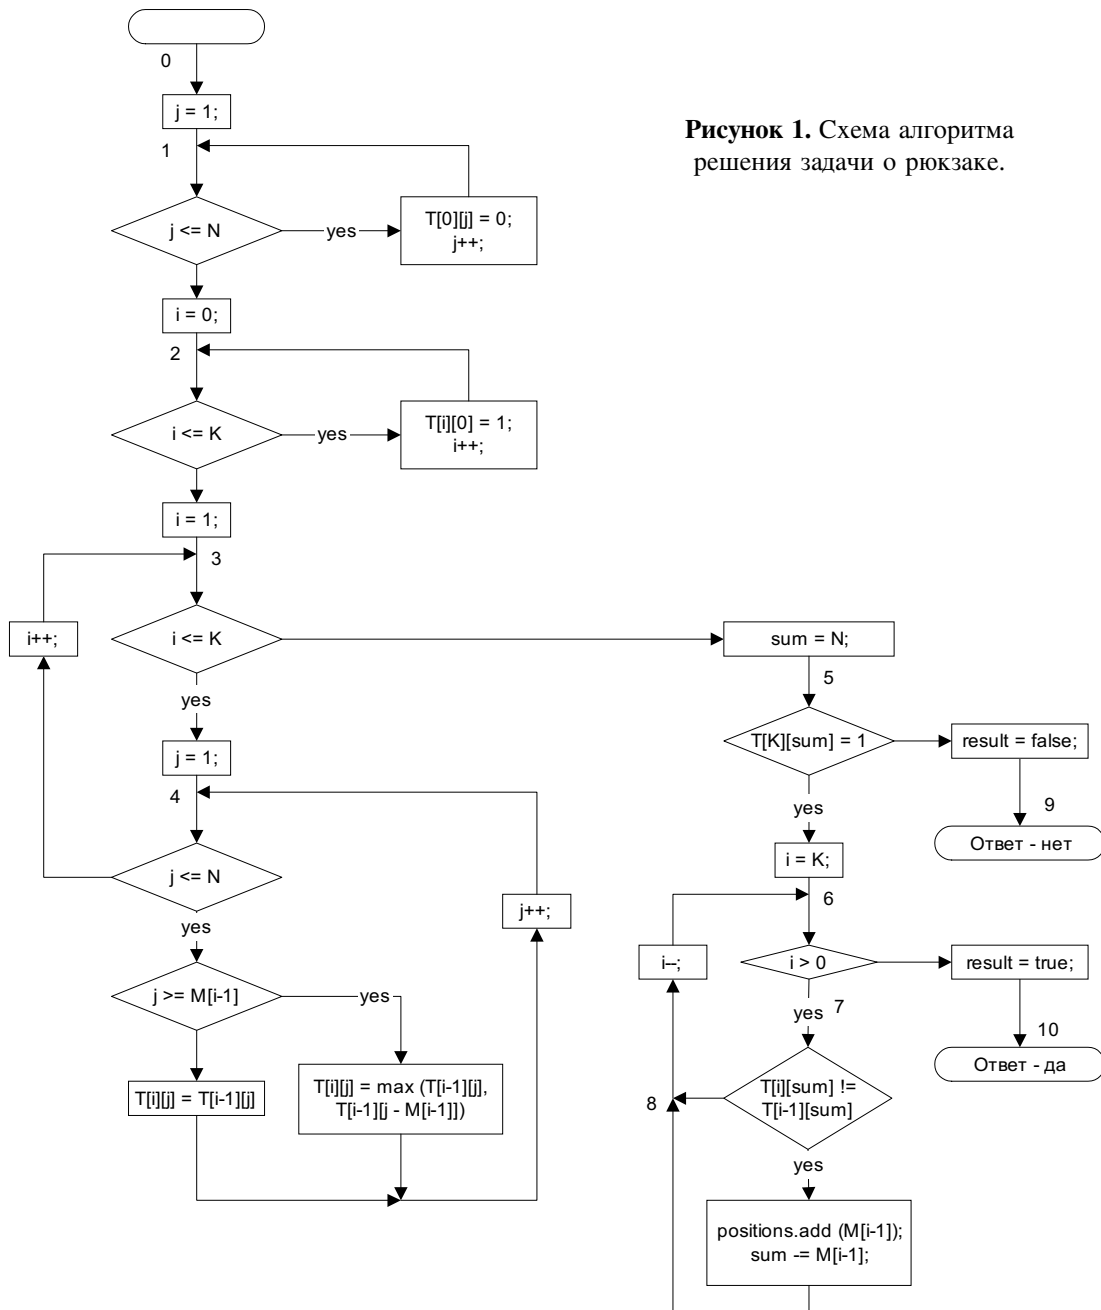 0
j = 1;
Рисунок 1. Схема алгоритма
решения задачи о рюкзаке.
1
j <= N
yes
T[0][j] = 0;
j++;
i = 0;
2
i <= K
yes
T[i][0] = 1;
i++;
i = 1;
3
i++;
i <= K
yes
j = 1;
4
j <= N
yes
j++;
j >= M[i-1]
yes
T[i][j] = T[i-1][j]
T[i][j] = max (T[i-1][j],
T[i-1][j - M[i-1]])
sum = N;
5
T[K][sum] = 1
result = false;
9
Ответ - нет
yes
i = K;
6
i--;
i > 0
result = true;
10
Ответ - да
yes
7
8
T[i][sum] !=
T[i-1][sum]
yes
positions.add (M[i-1]);
sum -= M[i-1];